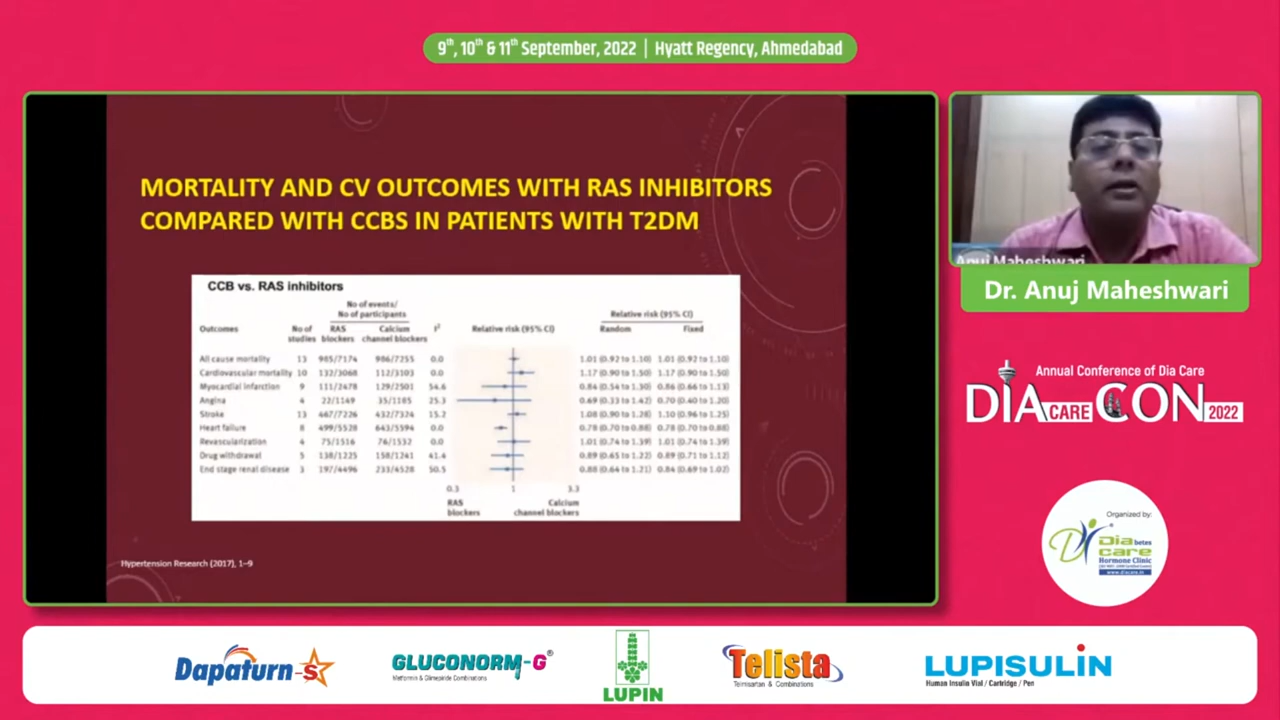 9th, 10th & 11th September, 2022 | Hyatt Regency, Ahmedabad
MORTALITY AND CV OUTCOMES WITH RAS INHIBITORS
COMPARED WITH CCBS IN PATIENTS WITH T2DM
CCB vs. RAS inhibitors
No of events/
No of participants
Relative risk (95% CI)
Outcomes No of studies RAS blockers Calcium channel blockers I² Relative risk (95% CI) Random Fixed
All cause mortality 13 985/7174 986/7255 0.0 1.01 (0.92 to 1.10) 1.01 (0.92 to 1.10)
Cardiovascular mortality 10 132/3068 112/3103 0.0 1.17 (0.90 to 1.50) 1.17 (0.90 to 1.50)
Myocardial infarction 9 111/2478 129/2501 54.6 0.84 (0.54 to 1.30) 0.86 (0.66 to 1.13)
Angina 4 22/1149 35/1185 25.3 0.69 (0.33 to 1.42) 0.70 (0.40 to 1.20)
Stroke 13 467/7226 432/7324 15.2 1.08 (0.90 to 1.28) 1.10 (0.96 to 1.25)
Heart failure 8 499/5528 643/5594 0.0 0.78 (0.70 to 0.88) 0.78 (0.70 to 0.88)
Revascularization 4 75/1516 76/1532 0.0 1.01 (0.74 to 1.39) 1.01 (0.74 to 1.39)
Drug withdrawal 5 138/1225 158/1241 41.4 0.89 (0.65 to 1.22) 0.89 (0.71 to 1.12)
End stage renal disease 3 197/4496 233/4528 50.5 0.88 (0.64 to 1.21) 0.84 (0.69 to 1.02)
0.3 1 3.3
RAS blockers Calcium channel blockers
Hypertension Research (2017), 1–9
Anuj Maheshwari
Dr. Anuj Maheshwari
Annual Conference of Dia Care
DIA CARE CON 2022
Organized by:
Diabetes
care
Hormone Clinic
www.diacare.in
Dapaturn-S
GLUCONORM-G®
Metformin & Glimepiride Combinations
LUPIN
Telista
Telmisartan & Combinations
LUPISULIN
Human Insulin Vial / Cartridge / Pen